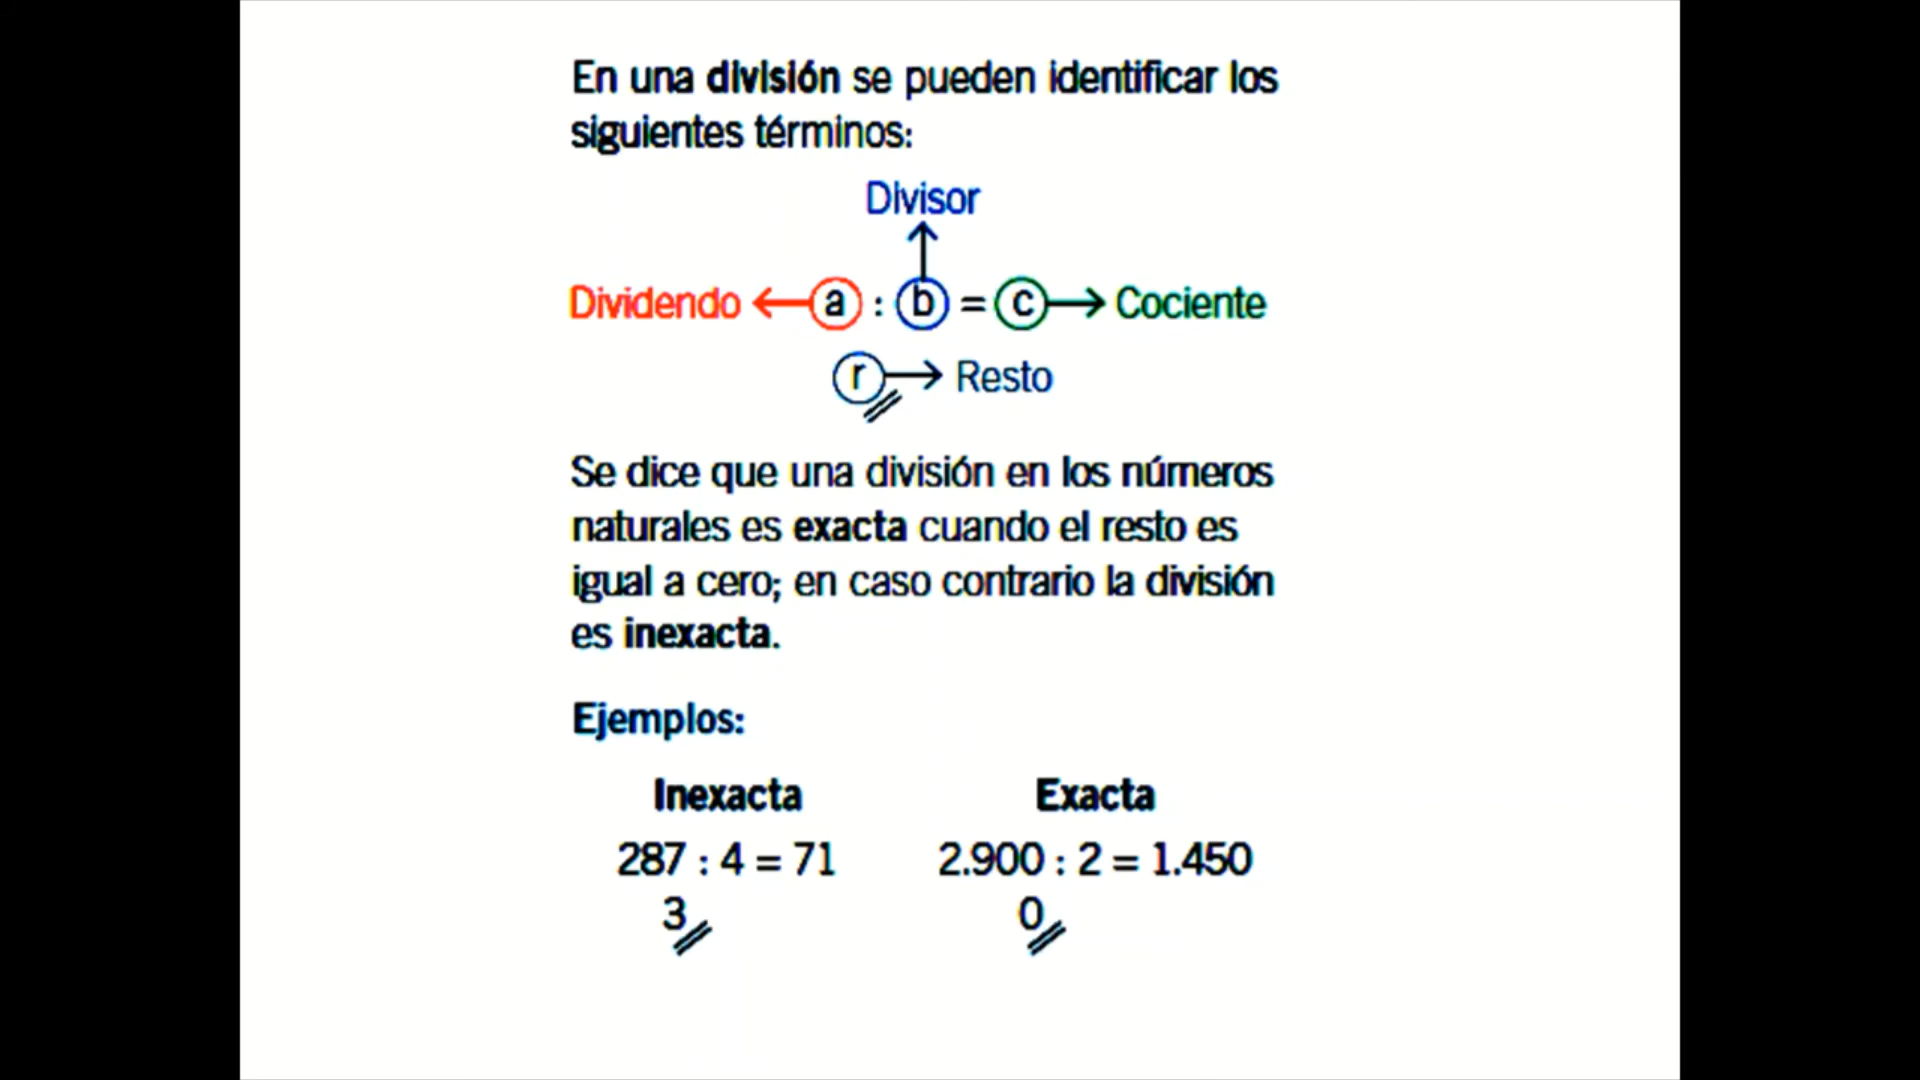 En una división se pueden identificar los
siguientes términos:
Divisor
Dividendo a : b = c Cociente
r Resto
Se dice que una división en los números
naturales es exacta cuando el resto es
igual a cero; en caso contrario la división
es inexacta.
Ejemplos:
Inexacta Exacta
287 : 4 = 71 2.900 : 2 = 1.450
3 0